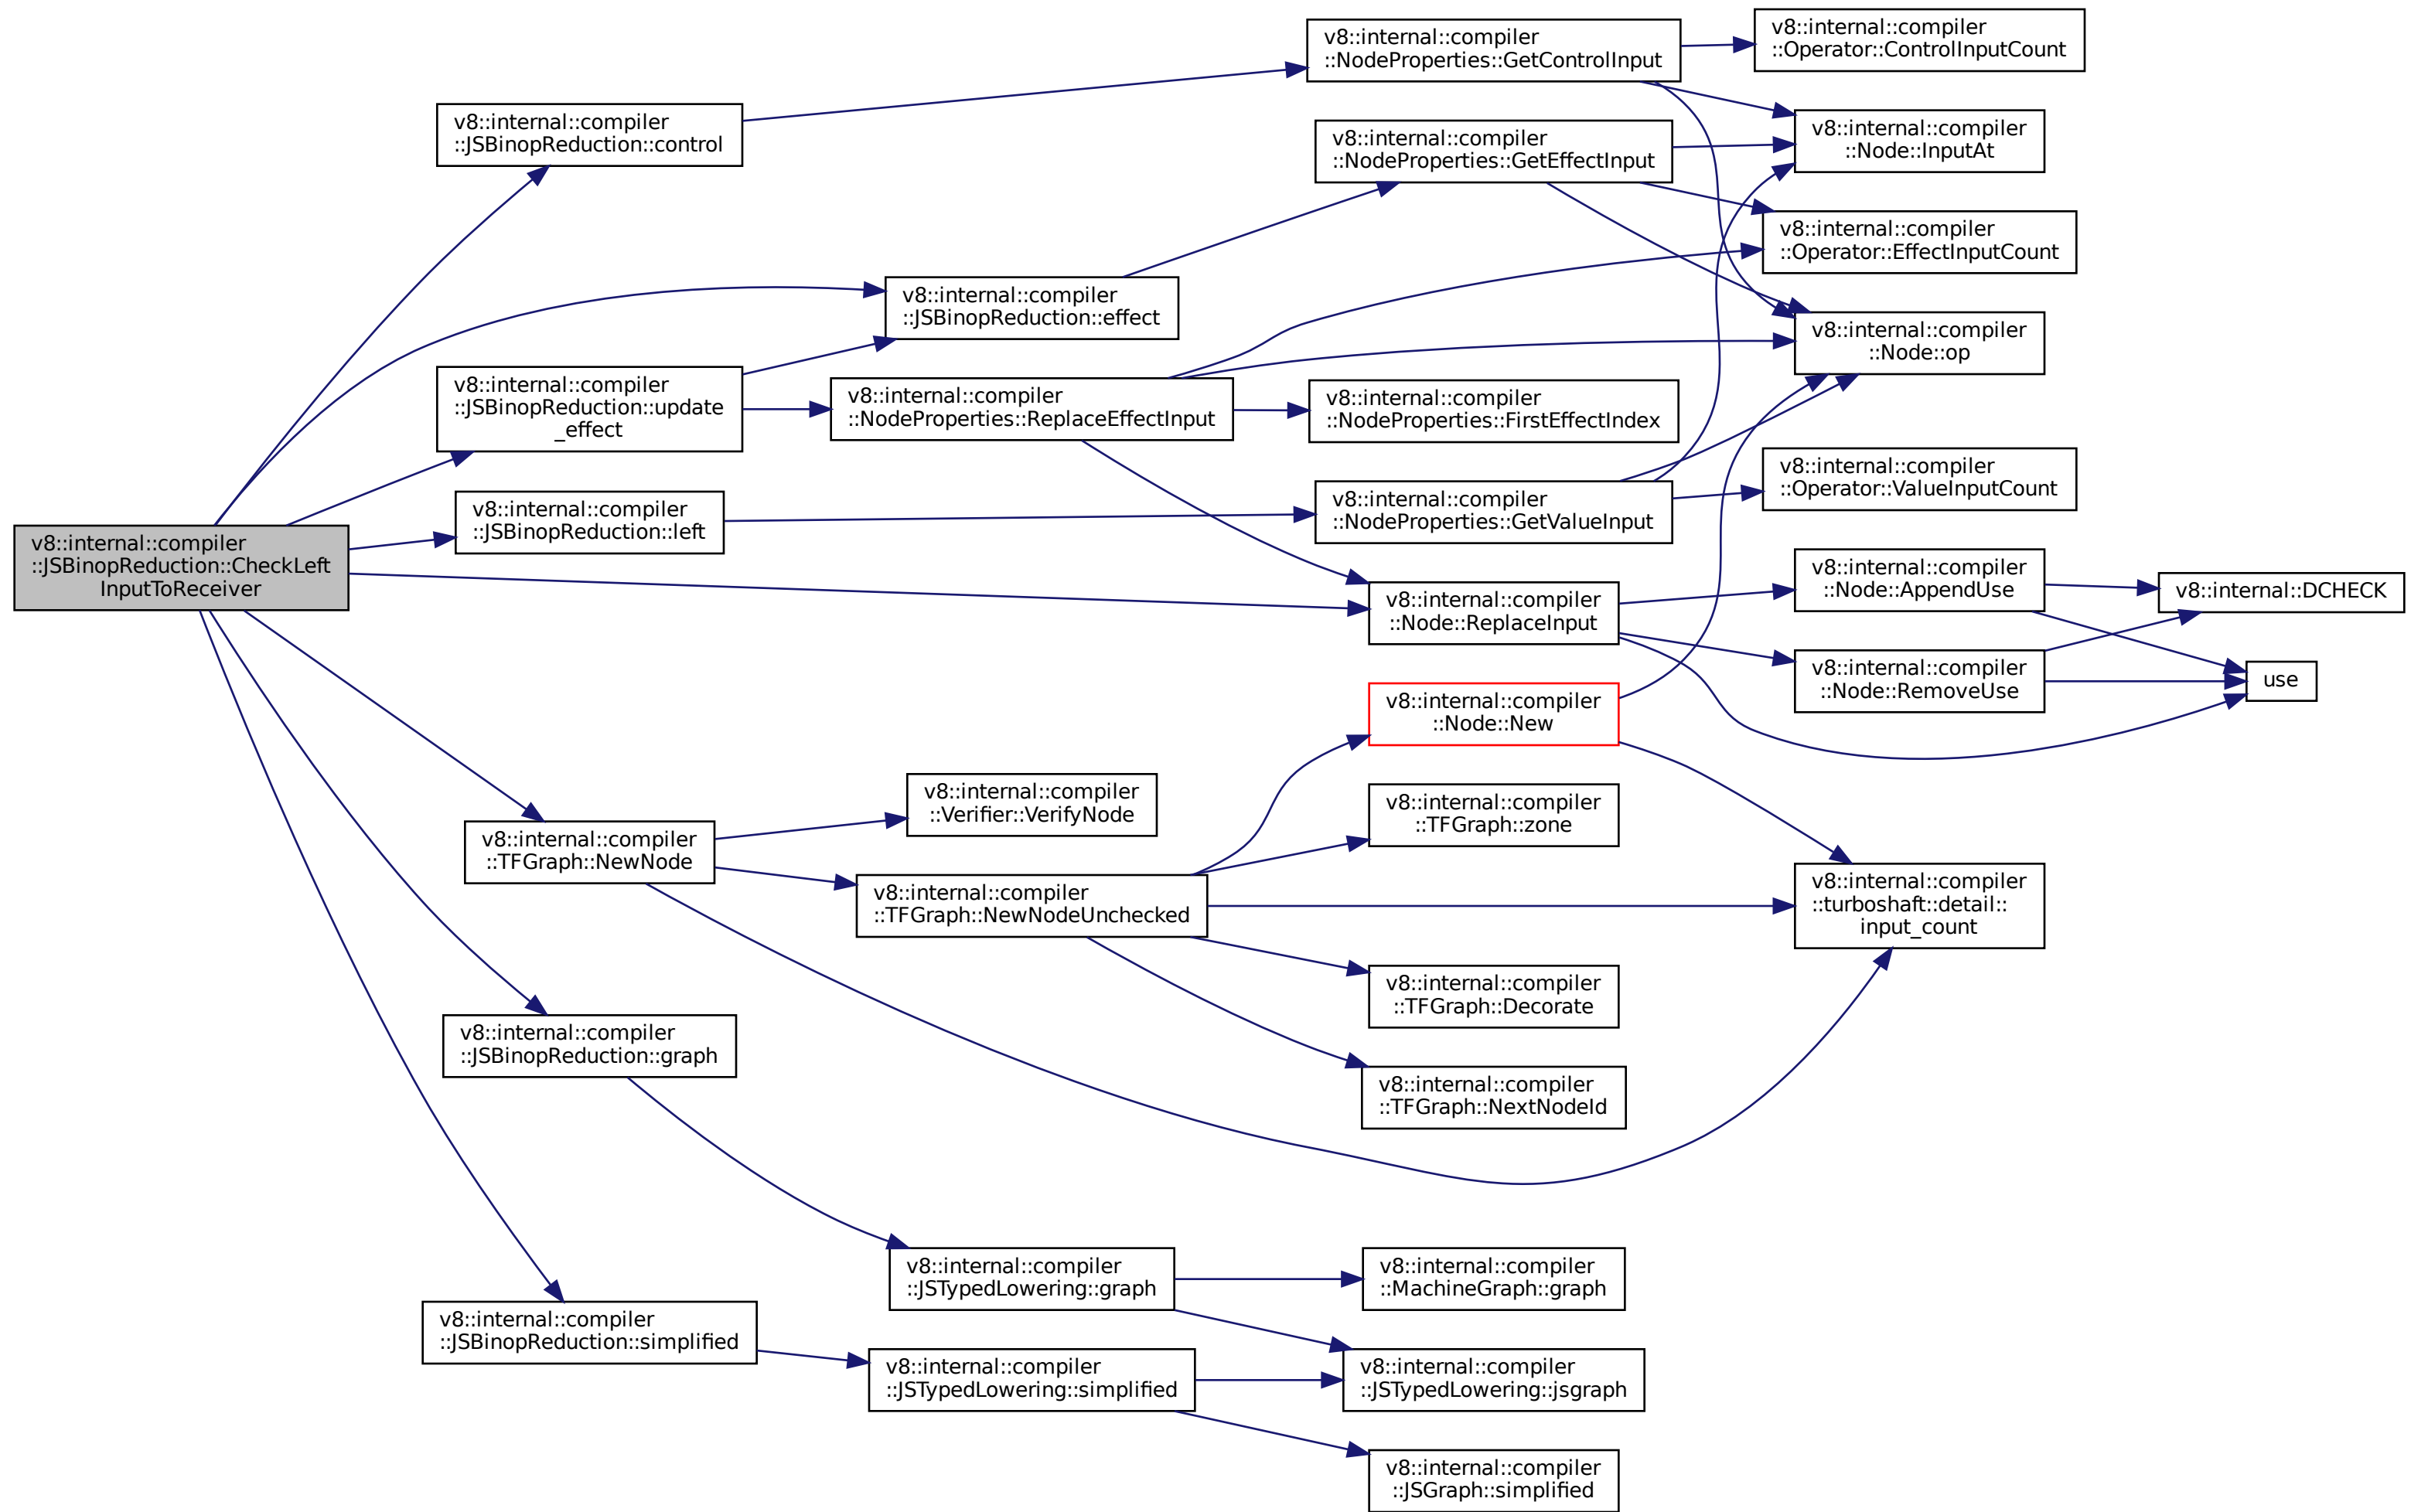 v8::internal::compiler
::JSBinopReduction::CheckLeft
InputToReceiver
v8::internal::compiler
::JSBinopReduction::control
v8::internal::compiler
::JSBinopReduction::effect
v8::internal::compiler
::JSBinopReduction::update
_effect
v8::internal::compiler
::JSBinopReduction::left
v8::internal::compiler
::TFGraph::NewNode
v8::internal::compiler
::JSBinopReduction::graph
v8::internal::compiler
::JSBinopReduction::simplified
v8::internal::compiler
::NodeProperties::ReplaceEffectInput
v8::internal::compiler
::Verifier::VerifyNode
v8::internal::compiler
::TFGraph::NewNodeUnchecked
v8::internal::compiler
::JSTypedLowering::graph
v8::internal::compiler
::JSTypedLowering::simplified
v8::internal::compiler
::NodeProperties::GetControlInput
v8::internal::compiler
::NodeProperties::GetEffectInput
v8::internal::compiler
::NodeProperties::FirstEffectIndex
v8::internal::compiler
::NodeProperties::GetValueInput
v8::internal::compiler
::Node::ReplaceInput
v8::internal::compiler
::Node::New
v8::internal::compiler
::TFGraph::zone
v8::internal::compiler
::TFGraph::Decorate
v8::internal::compiler
::TFGraph::NextNodeId
v8::internal::compiler
::MachineGraph::graph
v8::internal::compiler
::JSTypedLowering::jsgraph
v8::internal::compiler
::JSGraph::simplified
v8::internal::compiler
::Operator::ControlInputCount
v8::internal::compiler
::Node::InputAt
v8::internal::compiler
::Operator::EffectInputCount
v8::internal::compiler
::Node::op
v8::internal::compiler
::Operator::ValueInputCount
v8::internal::compiler
::Node::AppendUse
v8::internal::compiler
::Node::RemoveUse
v8::internal::compiler
::turboshaft::detail::
input_count
v8::internal::DCHECK
use